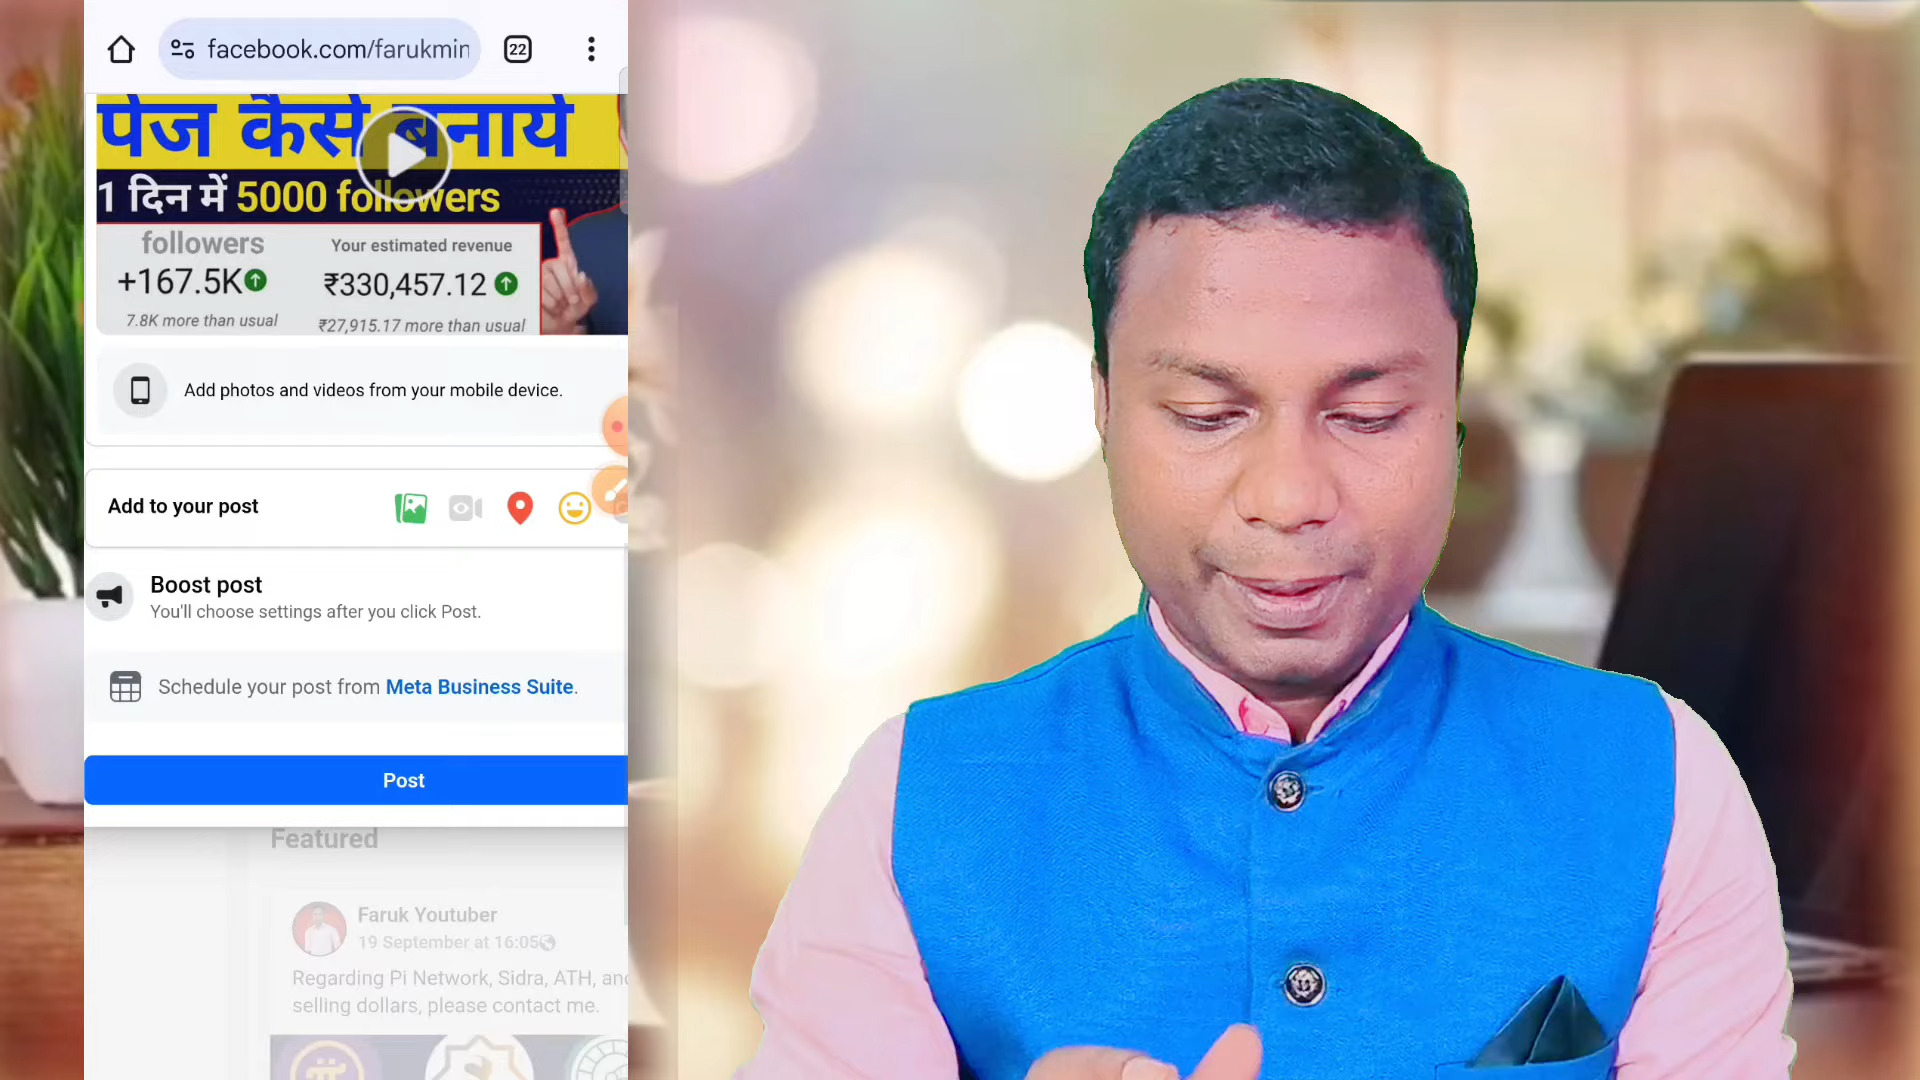 facebook.com/farukmin
22
पेज कैसे बनाये
1 दिन में 5000 followers
followers
Your estimated revenue
+167.5K
₹330,457.12
7.8K more than usual
₹27,915.17 more than usual
Add photos and videos from your mobile device.
Add to your post
Boost post
You'll choose settings after you click Post.
Schedule your post from Meta Business Suite.
Post
Featured
Faruk Youtuber
19 September at 16:05
Regarding Pi Network, Sidra, ATH, and
selling dollars, please contact me.